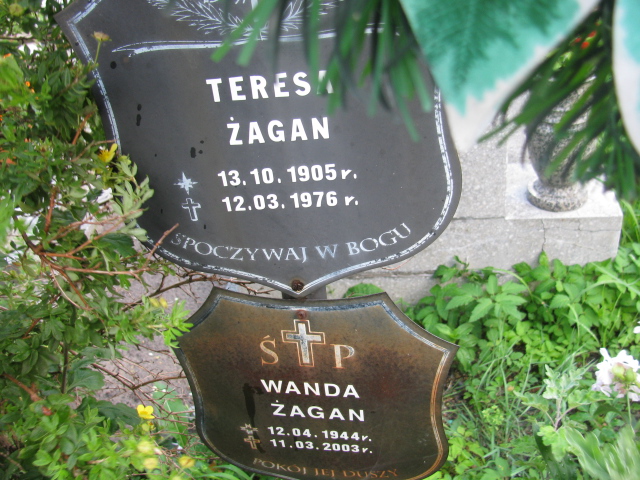 TERESA
ŻAGAN
13.10.1905 r.
12.03.1976 r.
SPOCZYWAJ W BOGU
Ś P
WANDA
ŻAGAN
12.04.1944 r.
11.03.2003 r.
POKÓJ JEJ DUSZY